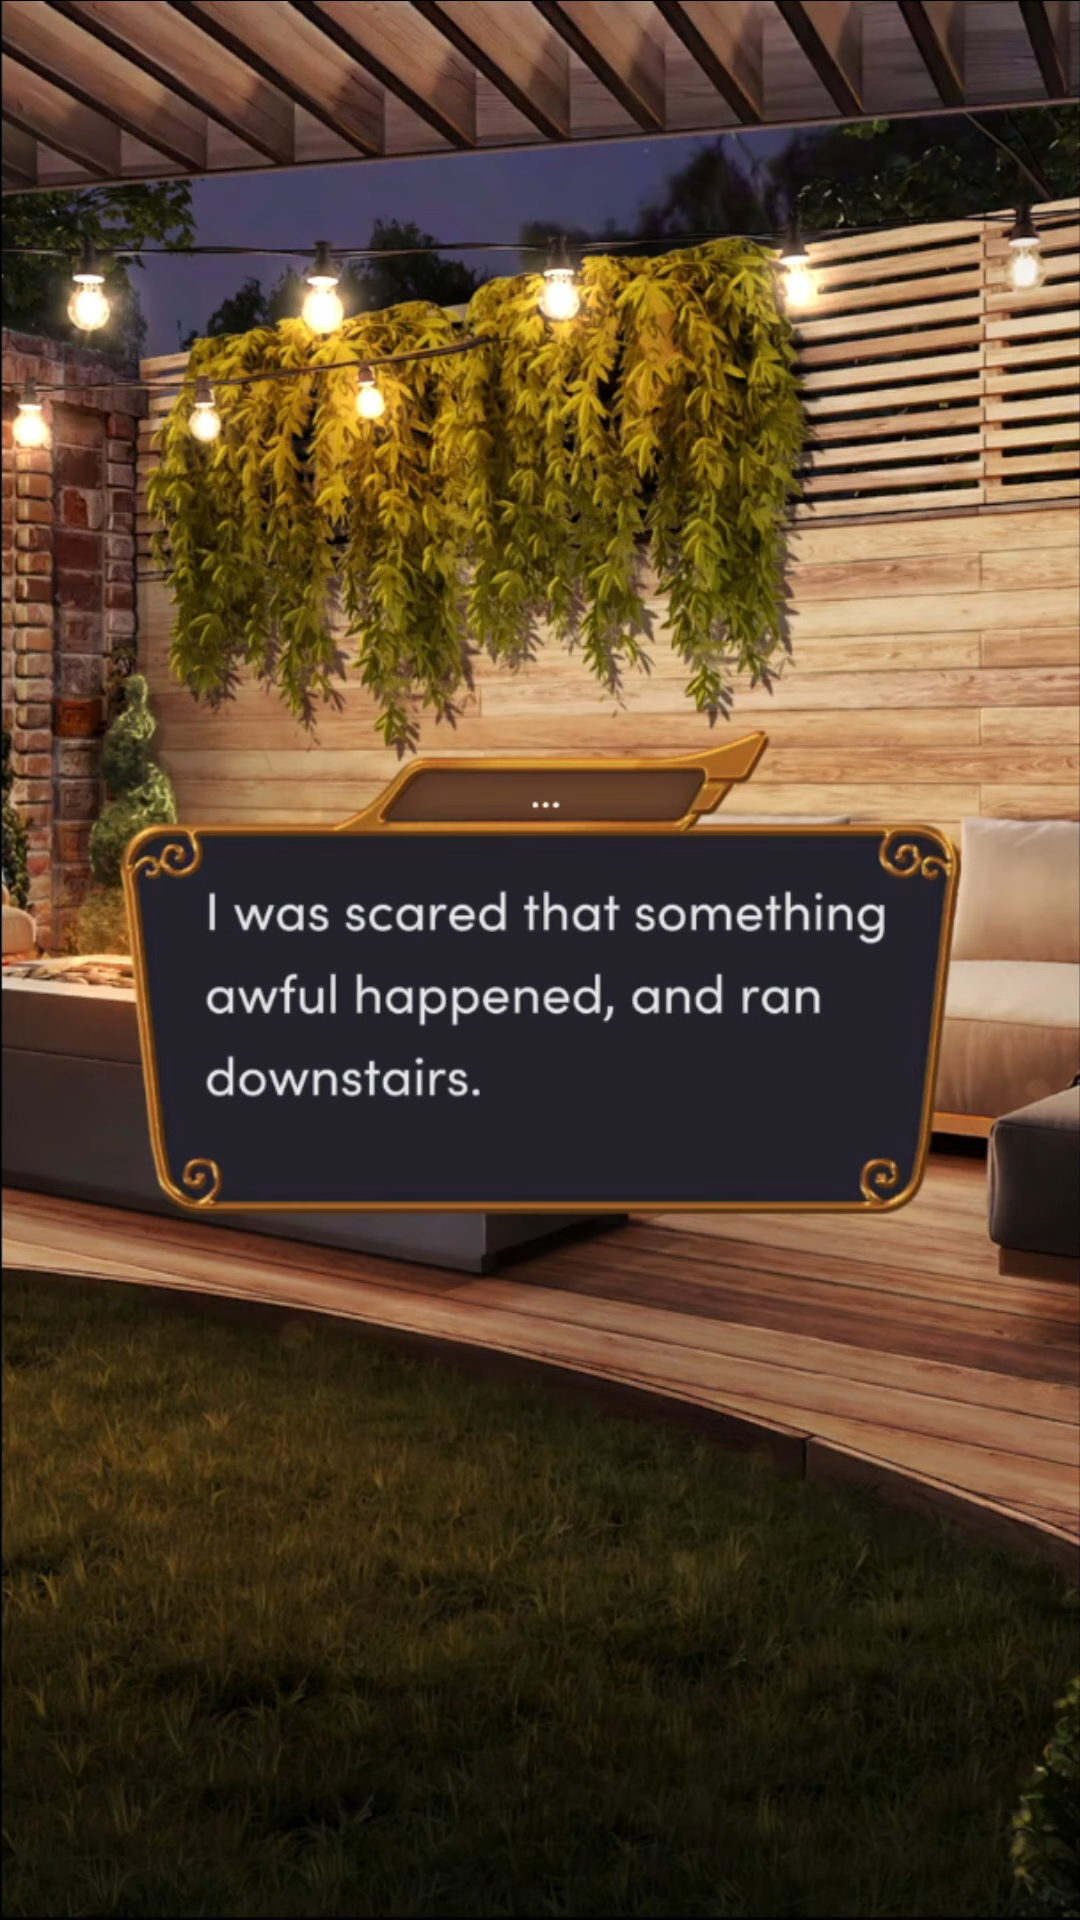 ...
I was scared that something
awful happened, and ran
downstairs.